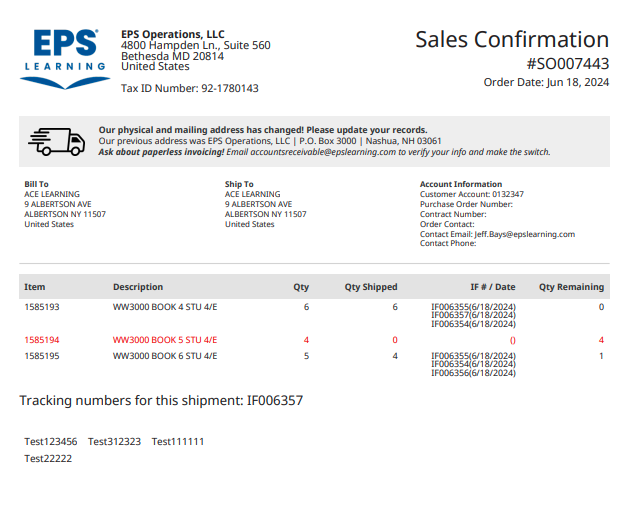 EPS
LEARNING
EPS Operations, LLC
4800 Hampden Ln., Suite 560
Bethesda MD 20814
United States
Tax ID Number: 92-1780143
Sales Confirmation
#SO007443
Order Date: Jun 18, 2024
Our physical and mailing address has changed! Please update your records.
Our previous address was EPS Operations, LLC | P.O. Box 3000 | Nashua, NH 03061
Ask about paperless invoicing! Email accountsreceivable@epslearning.com to verify your info and make the switch.
Bill To
ACE LEARNING
9 ALBERTSON AVE
ALBERTSON NY 11507
United States
Ship To
ACE LEARNING
9 ALBERTSON AVE
ALBERTSON NY 11507
United States
Account Information
Customer Account: 0132347
Purchase Order Number:
Contract Number:
Order Contact:
Contact Email: Jeff.Bays@epslearning.com
Contact Phone:
Item Description Qty Qty Shipped IF # / Date Qty Remaining
1585193 WW3000 BOOK 4 STU 4/E 6 6 IF006355(6/18/2024) 0
IF006357(6/18/2024)
IF006354(6/18/2024)
1585194 WW3000 BOOK 5 STU 4/E 4 0 () 4
1585195 WW3000 BOOK 6 STU 4/E 5 4 IF006355(6/18/2024) 1
IF006354(6/18/2024)
IF006356(6/18/2024)
Tracking numbers for this shipment: IF006357
Test123456 Test312323 Test111111
Test22222